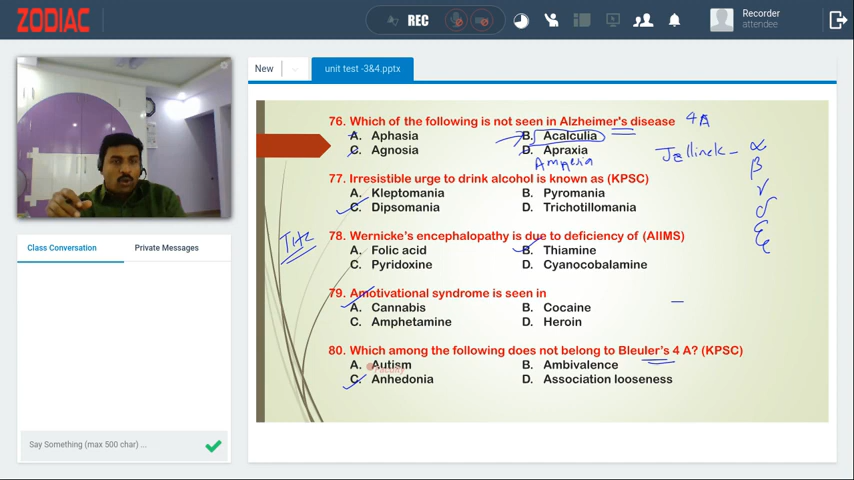 ZODIAC
REC
Recorder
attendee
New
unit test -3&4.pptx
76. Which of the following is not seen in Alzheimer's disease 4A
A. Aphasia B. Acalculia
C. Agnosia D. Apraxia
Amnesia
Jellinek - α
β
γ
δ
77. Irresistible urge to drink alcohol is known as (KPSC)
A. Kleptomania B. Pyromania
C. Dipsomania D. Trichotillomania
78. Wernicke's encephalopathy is due to deficiency of (AIIMS)
A. Folic acid B. Thiamine
C. Pyridoxine D. Cyanocobalamine
79. Amotivational syndrome is seen in
A. Cannabis B. Cocaine
C. Amphetamine D. Heroin
80. Which among the following does not belong to Bleuler's 4 A? (KPSC)
A. Autism B. Ambivalence
C. Anhedonia D. Association looseness
Class Conversation Private Messages
Say Something (max 500 char) ...